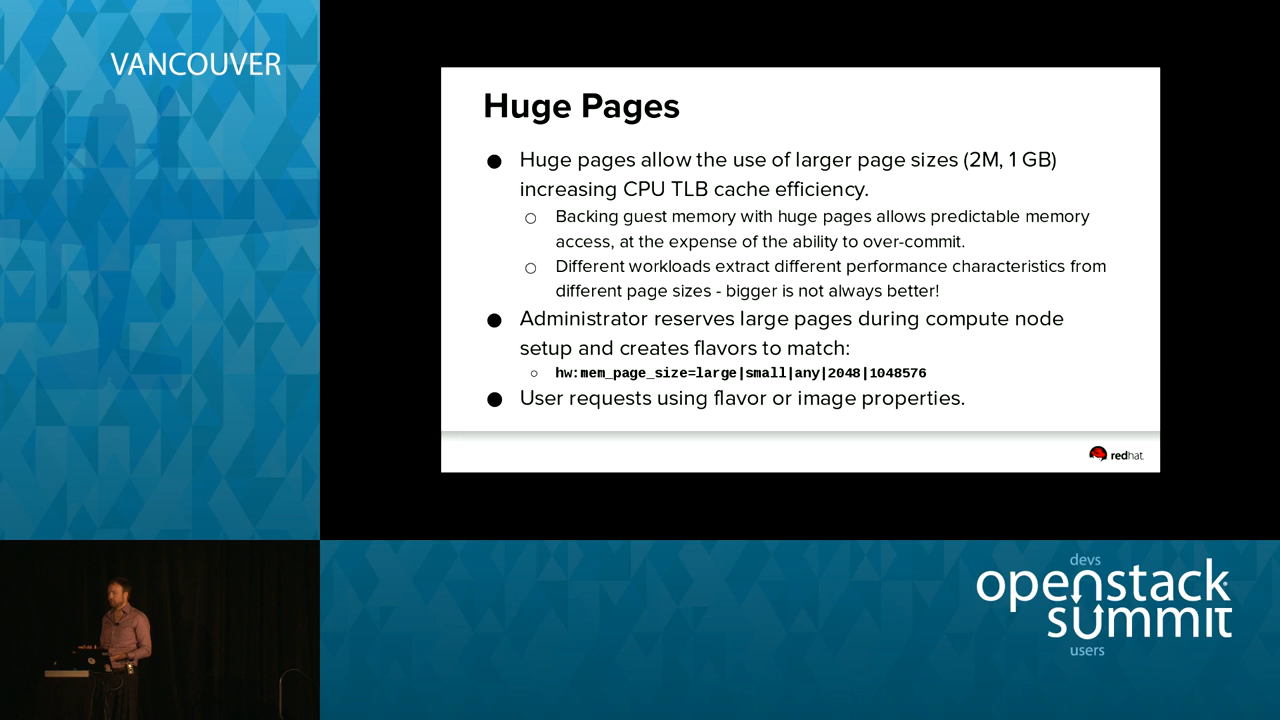 VANCOUVER
Huge Pages
● Huge pages allow the use of larger page sizes (2M, 1 GB)
increasing CPU TLB cache efficiency.
○ Backing guest memory with huge pages allows predictable memory
access, at the expense of the ability to over-commit.
○ Different workloads extract different performance characteristics from
different page sizes - bigger is not always better!
● Administrator reserves large pages during compute node
setup and creates flavors to match:
○ hw:mem_page_size=large|small|any|2048|1048576
● User requests using flavor or image properties.
redhat
devs
openstack
summit
users